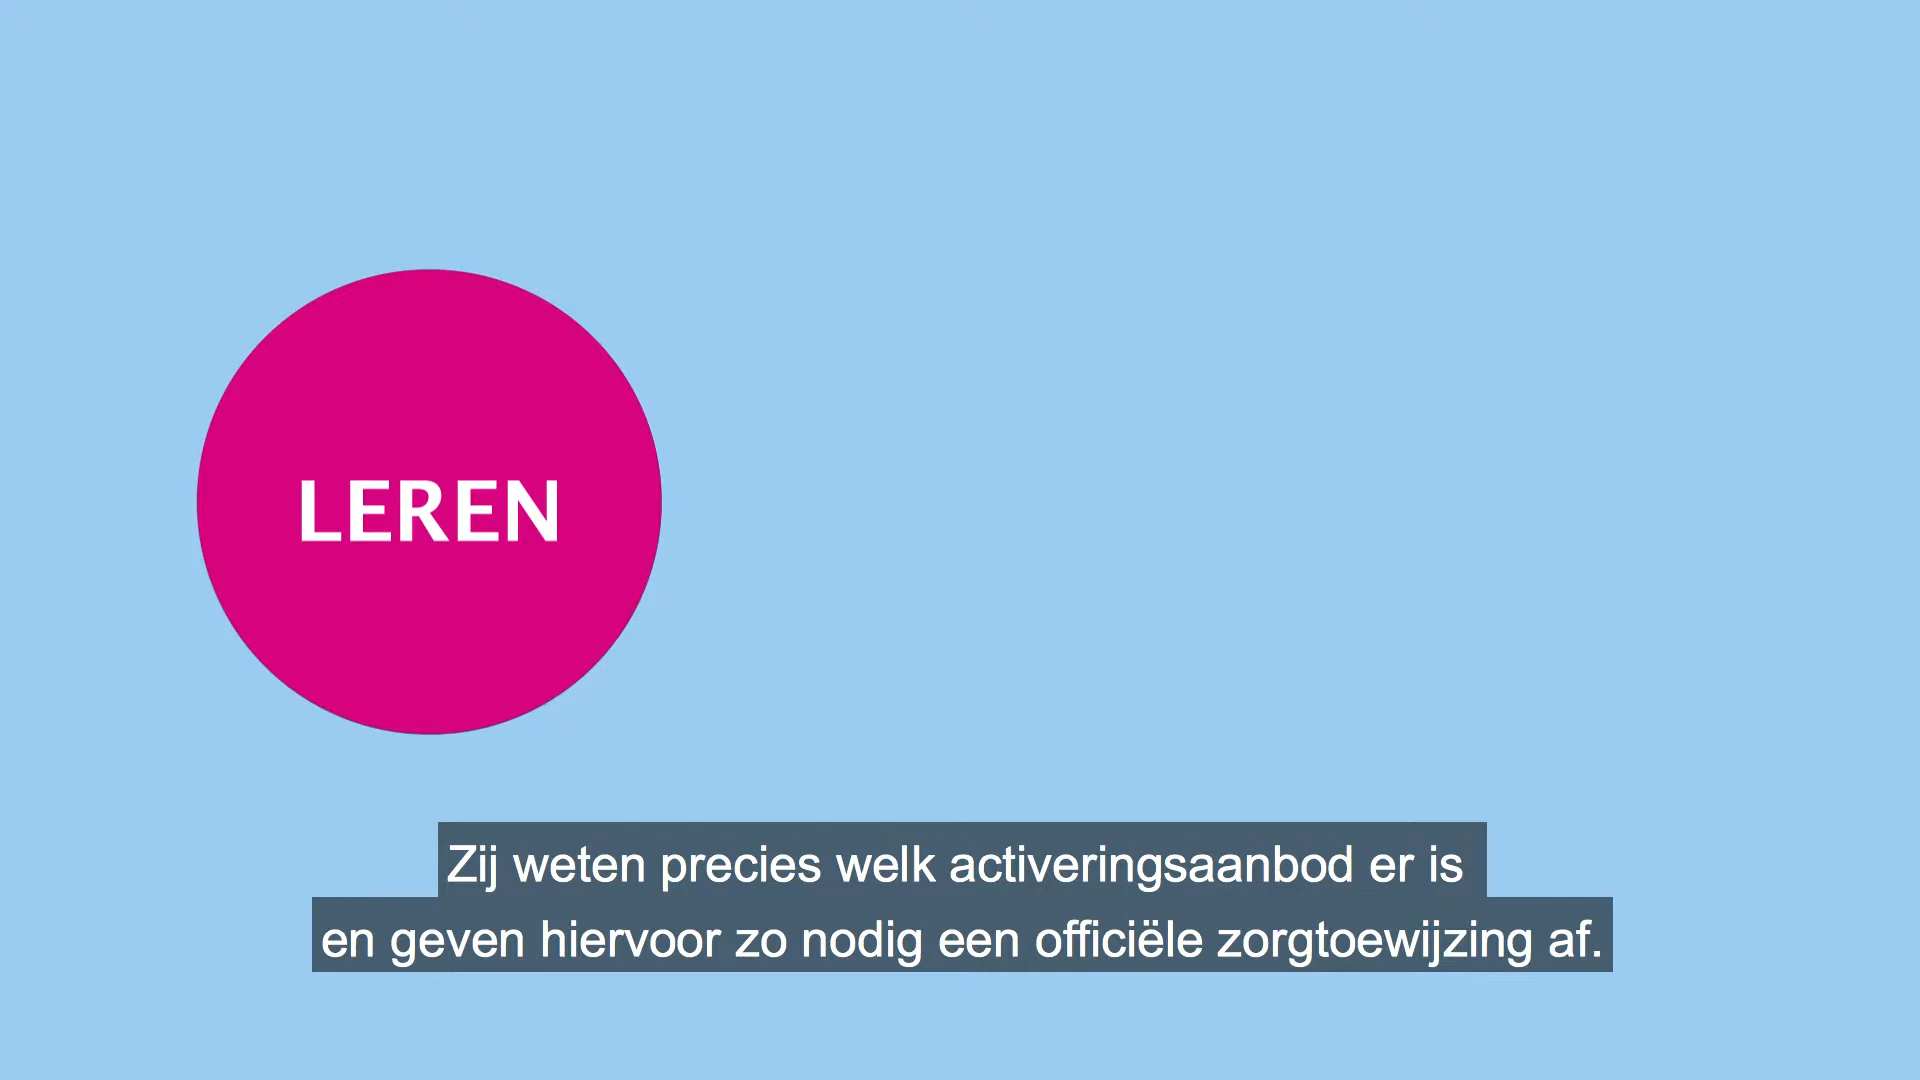 LEREN
Zij weten precies welk activeringsaanbod er is
en geven hiervoor zo nodig een officiële zorgtoewijzing af.